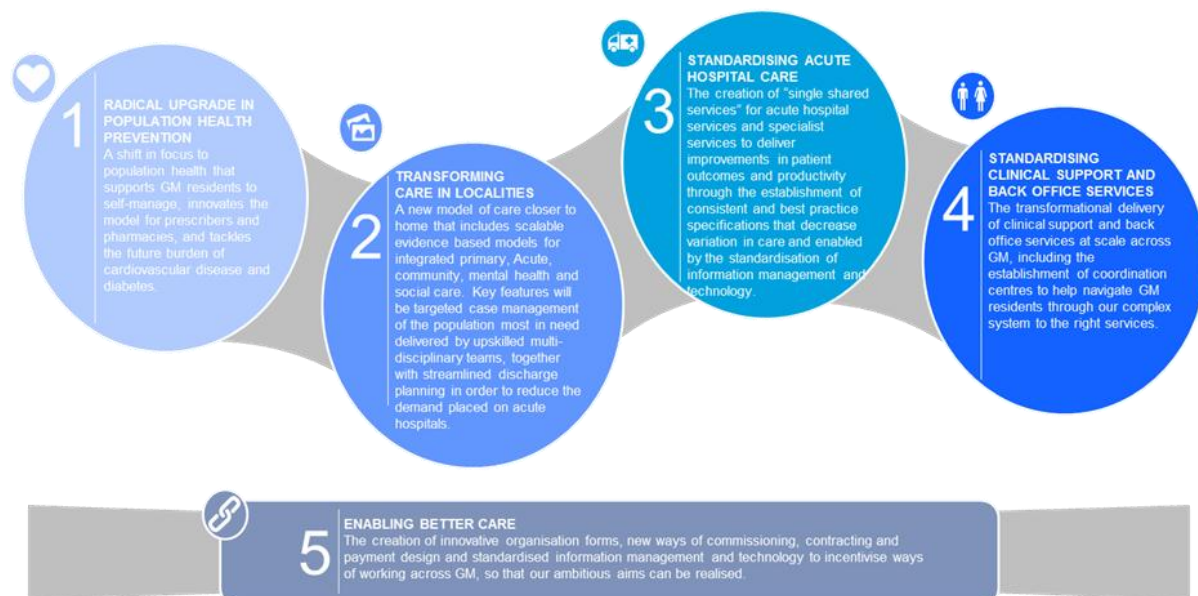 1
RADICAL UPGRADE IN
POPULATION HEALTH
PREVENTION
A shift in focus to
population health that
supports GM residents to
self-manage, innovates the
model for prescribers and
pharmacies, and tackles
the future burden of
cardiovascular disease and
diabetes.
2
TRANSFORMING
CARE IN LOCALITIES
A new model of care closer to
home that includes scalable
evidence based models for
integrated primary, Acute,
community, mental health and
social care. Key features will
be targeted case management
of the population most in need
delivered by upskilled multi-
disciplinary teams, together
with streamlined discharge
planning in order to reduce the
demand placed on acute
hospitals.
3
STANDARDISING ACUTE
HOSPITAL CARE
The creation of "single shared
services" for acute hospital
services and specialist
services to deliver
improvements in patient
outcomes and productivity
through the establishment of
consistent and best practice
specifications that decrease
variation in care and enabled
by the standardisation of
information management and
technology.
4
STANDARDISING
CLINICAL SUPPORT AND
BACK OFFICE SERVICES
The transformational delivery
of clinical support and back
office services at scale across
GM, including the
establishment of coordination
centres to help navigate GM
residents through our complex
system to the right services.
5
ENABLING BETTER CARE
The creation of innovative organisation forms, new ways of commissioning, contracting and
payment design and standardised information management and technology to incentivise ways
of working across GM, so that our ambitious aims can be realised.